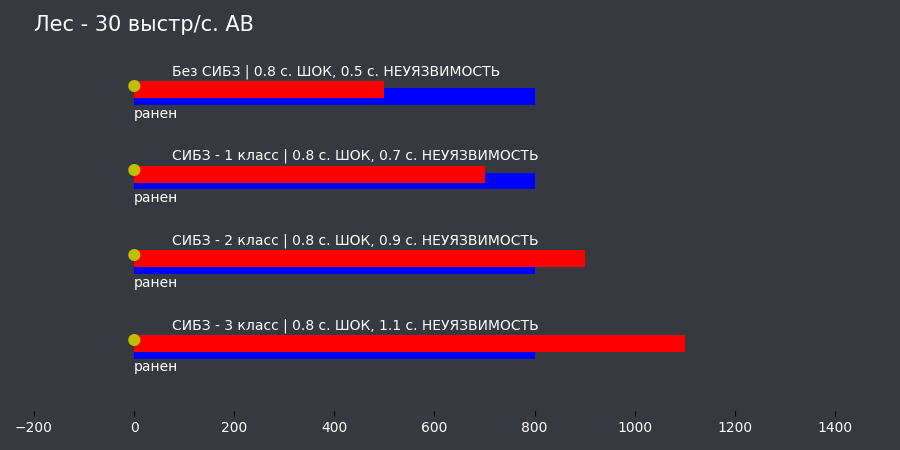 Лес - 30 выстр/с. АВ
Без СИБЗ | 0.8 с. ШОК, 0.5 с. НЕУЯЗВИМОСТЬ
ранен
СИБЗ - 1 класс | 0.8 с. ШОК, 0.7 с. НЕУЯЗВИМОСТЬ
ранен
СИБЗ - 2 класс | 0.8 с. ШОК, 0.9 с. НЕУЯЗВИМОСТЬ
ранен
СИБЗ - 3 класс | 0.8 с. ШОК, 1.1 с. НЕУЯЗВИМОСТЬ
ранен
−200 0 200 400 600 800 1000 1200 1400